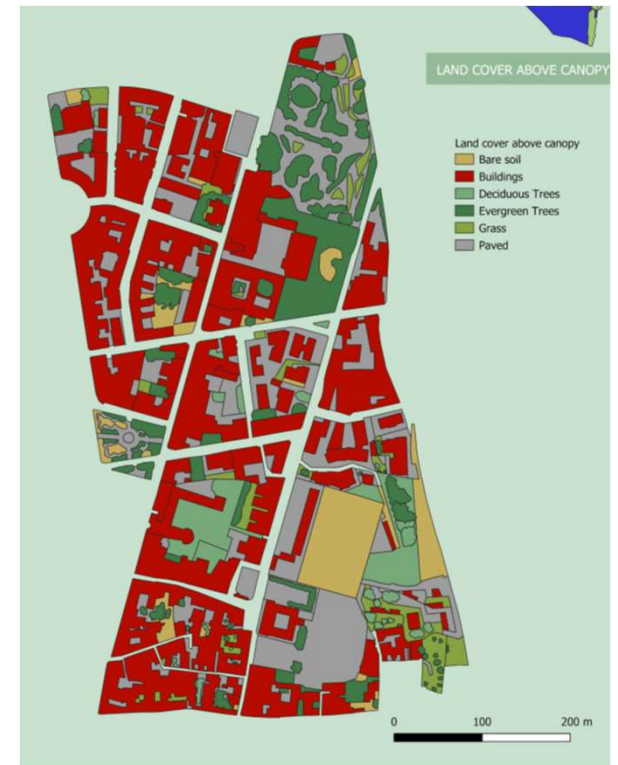 LAND COVER ABOVE CANOPY
Land cover above canopy
Bare soil
Buildings
Deciduous Trees
Evergreen Trees
Grass
Paved
0 100 200 m